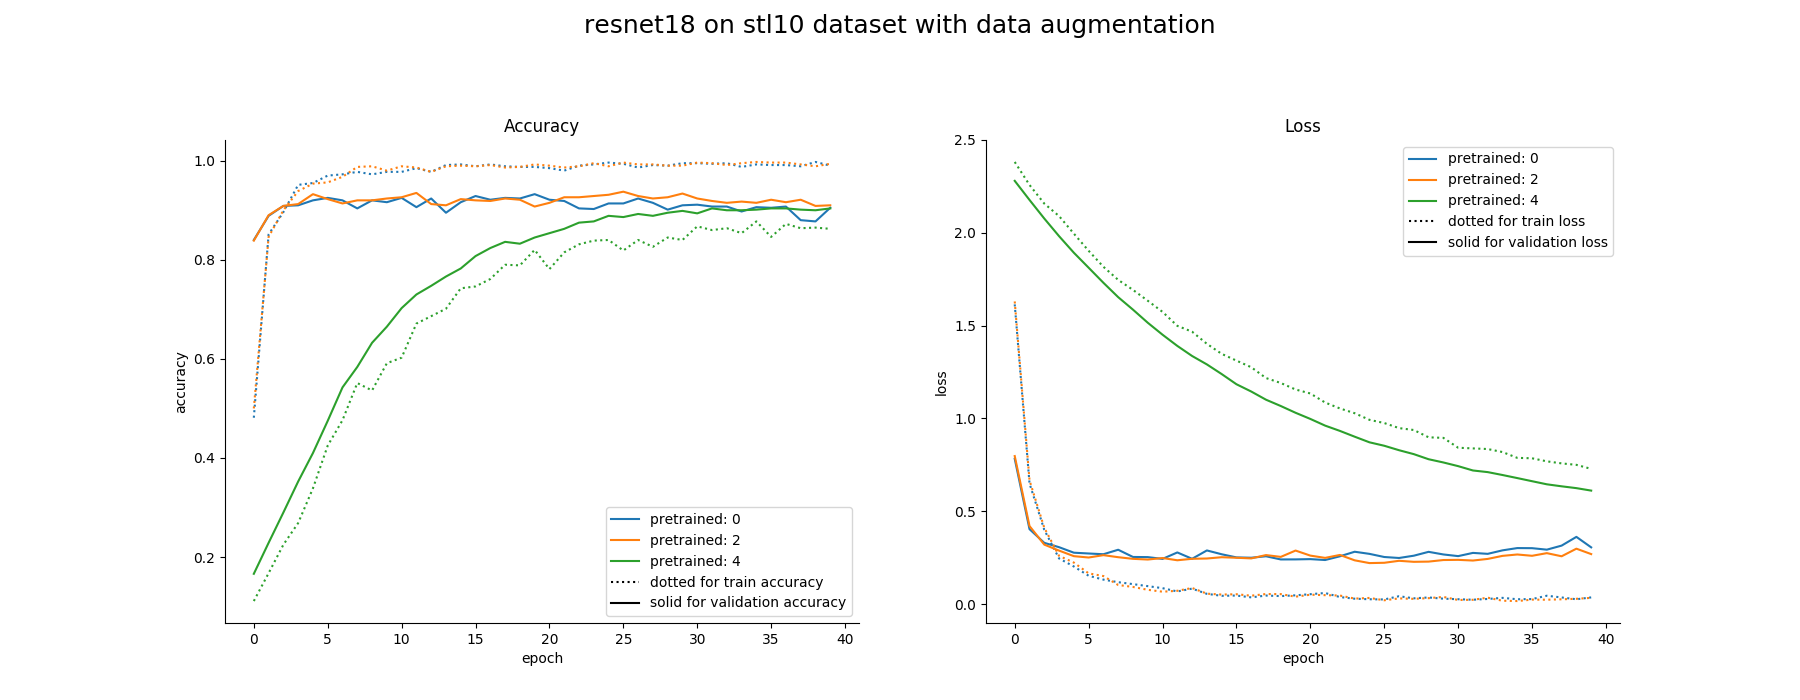 resnet18 on stl10 dataset with data augmentation
Accuracy
1.0
0.8
0.6
0.4
0.2
accuracy
0 5 10 15 20 25 30 35 40
epoch
pretrained: 0
pretrained: 2
pretrained: 4
dotted for train accuracy
solid for validation accuracy
Loss
2.5
2.0
1.5
1.0
0.5
0.0
loss
0 5 10 15 20 25 30 35 40
epoch
pretrained: 0
pretrained: 2
pretrained: 4
dotted for train loss
solid for validation loss